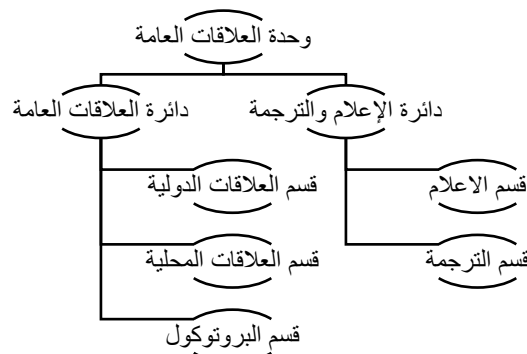 وحدة العلاقات العامة
دائرة الإعلام والترجمة
دائرة العلاقات العامة
قسم الاعلام
قسم العلاقات الدولية
قسم الترجمة
قسم العلاقات المحلية
قسم البروتوكول